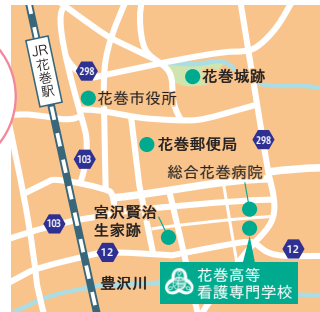 JR
花巻駅
298
花巻城跡
花巻市役所
花巻郵便局
298
103
総合花巻病院
宮沢賢治
生家跡
103
12
12
豊沢川
花巻高等
看護専門学校